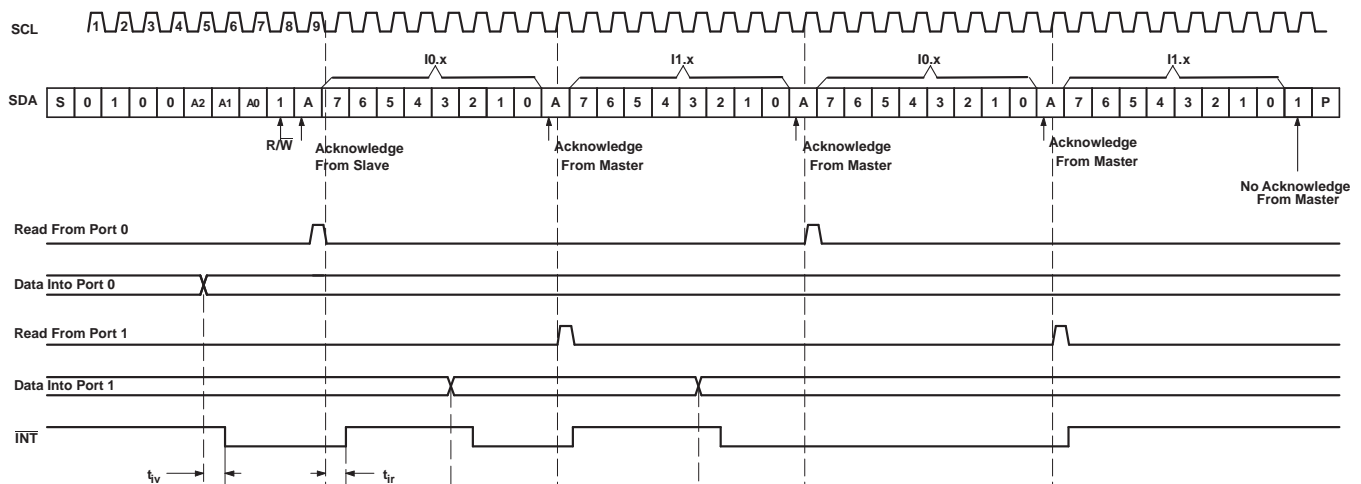 I0.x I1.x I0.x I1.x
SCL 1 2 3 4 5 6 7 8 9
SDA S 0 1 0 0 A2 A1 A0 1 A 7 6 5 4 3 2 1 0 A 7 6 5 4 3 2 1 0 A 7 6 5 4 3 2 1 0 A 7 6 5 4 3 2 1 0 1 P
R/W̅
Acknowledge
From Slave
Acknowledge
From Master
Acknowledge
From Master
Acknowledge
From Master
No Acknowledge
From Master
Read From Port 0
Data Into Port 0
Read From Port 1
Data Into Port 1
I̅N̅T̅
tiv tir